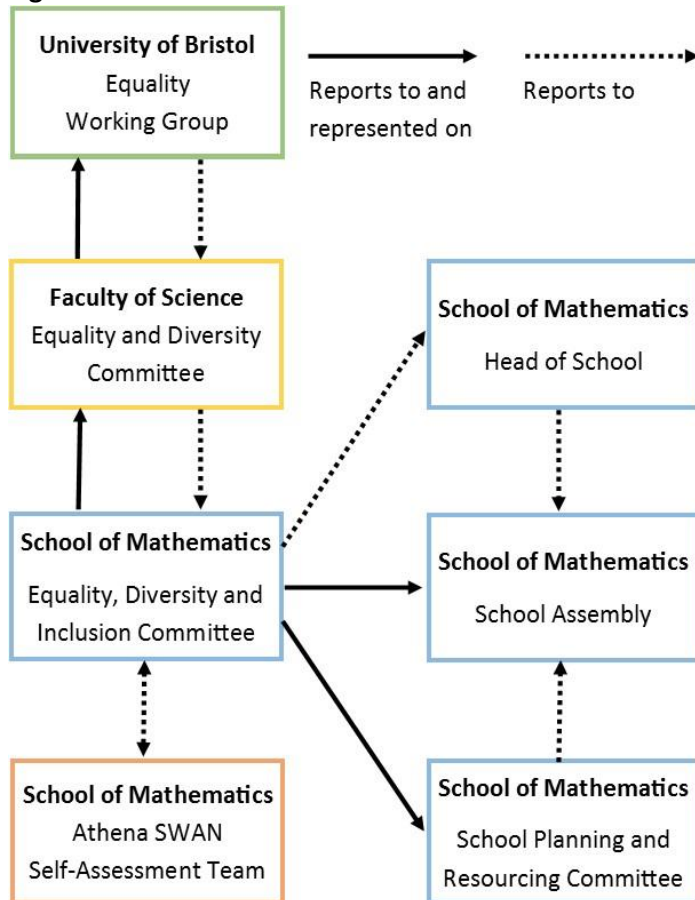 University of Bristol
Equality
Working Group
Reports to and
represented on
Reports to
Faculty of Science
Equality and Diversity
Committee
School of Mathematics
Head of School
School of Mathematics
Equality, Diversity and
Inclusion Committee
School of Mathematics
School Assembly
School of Mathematics
Athena SWAN
Self-Assessment Team
School of Mathematics
School Planning and
Resourcing Committee